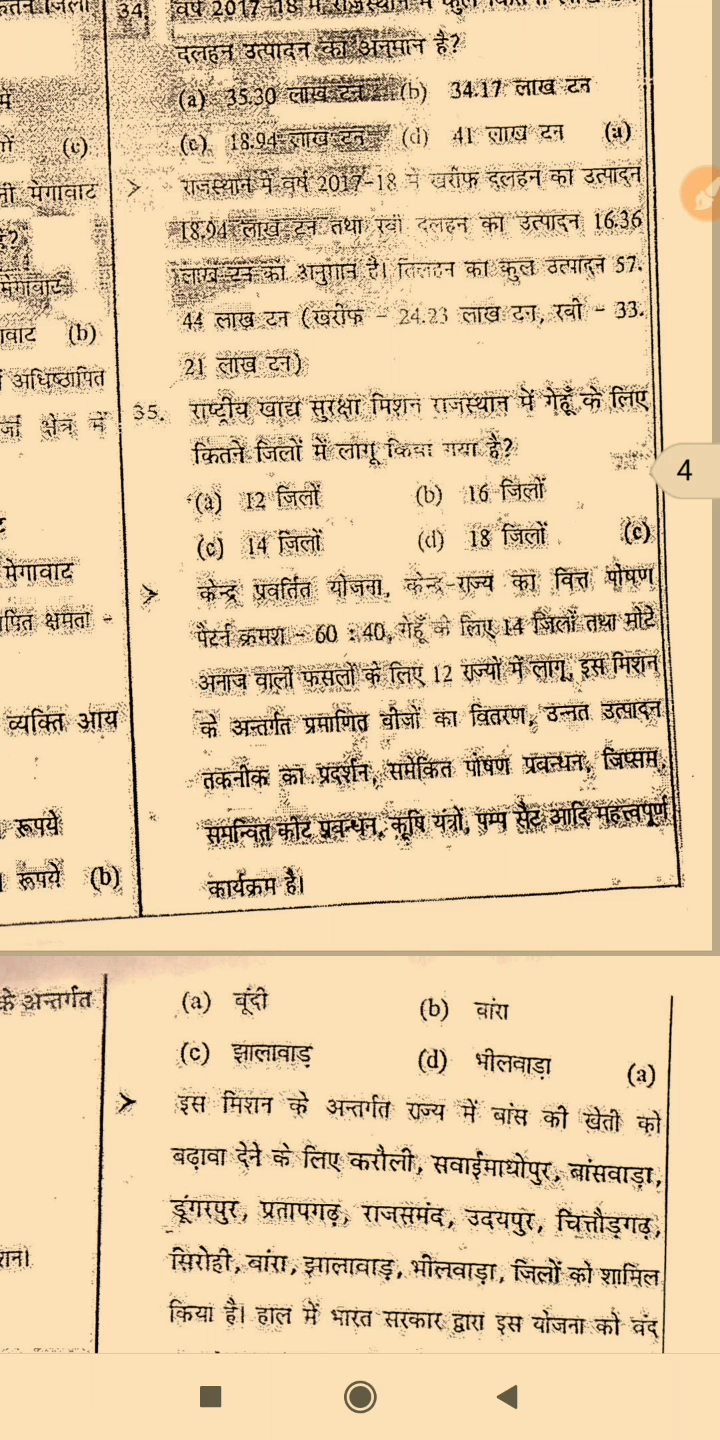 34. वर्ष 2017-18 में राजस्थान में कुल
दलहन उत्पादन का अनुमान है?
(a) 35.30 लाख टन (b) 34.17 लाख टन
(c) 18.94 लाख टन (d) 41 लाख टन (a)
> राजस्थान में वर्ष 2017-18 में खरीफ दलहन का उत्पादन
18.94 लाख टन तथा रबी दलहन का उत्पादन 16.36
लाख टन का अनुमान है। तिलहन का कुल उत्पादन 57.
44 लाख टन (खरीफ - 24.23 लाख टन, रबी - 33.
21 लाख टन)
35. राष्ट्रीय खाद्य सुरक्षा मिशन राजस्थान में गेहूँ के लिए
कितने जिलों में लागू किया गया है?
(a) 12 जिलों (b) 16 जिलों
(c) 14 जिलों (d) 18 जिलों (c)
> केन्द्र प्रवर्तित योजना, केन्द्र-राज्य का वित्त पोषण
पैटर्न क्रमश - 60 : 40, गेहूँ के लिए 14 जिलों तथा मोटे
अनाज वाली फसलों के लिए 12 राज्यों में लागू, इस मिशन
के अन्तर्गत प्रमाणित बीजों का वितरण, उन्नत उत्पादन
तकनीक का प्रदर्शन, समेकित पोषण प्रबन्धन, जिप्सम,
समन्वित कीट प्रबन्धन, कृषि यंत्रों, पम्प सैट आदि महत्त्वपूर्ण
कार्यक्रम है।
(c)
मेगावाट
मेगावाट
(b)
अधिष्ठापित
क्षेत्र में
मेगावाट
क्षमता -
व्यक्ति आय
रूपये
रूपये (b)
4
के अन्तर्गत
(a) बूंदी (b) बांरा
(c) झालावाड़ (d) भीलवाड़ा (a)
> इस मिशन के अन्तर्गत राज्य में बांस की खेती को
बढ़ावा देने के लिए करौली, सवाईमाधोपुर, बांसवाड़ा,
डूंगरपुर, प्रतापगढ़, राजसमंद, उदयपुर, चित्तौड़गढ़,
सिरोही, बांरा, झालावाड़, भीलवाड़ा, जिलों को शामिल
किया है। हाल में भारत सरकार द्वारा इस योजना को बंद